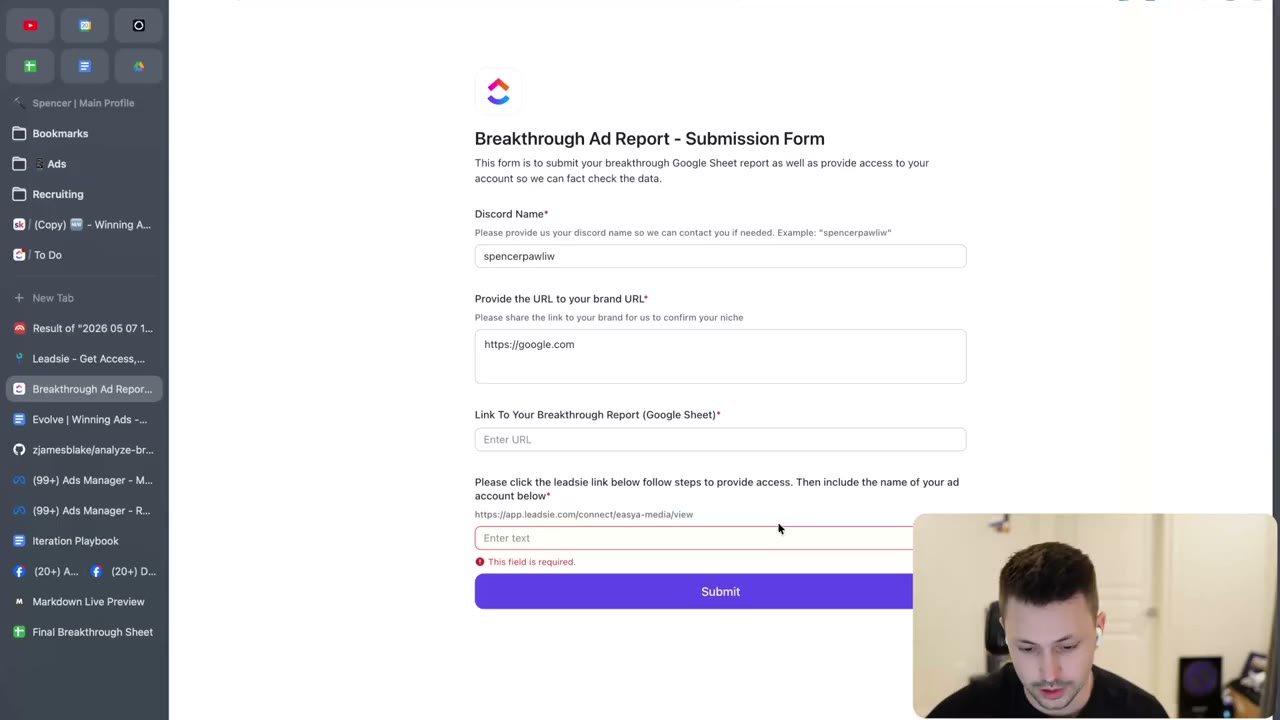 Spencer | Main Profile
Bookmarks
Ads
Recruiting
/ (Copy) - Winning A...
/ To Do
New Tab
Result of "2026 05 07 1...
Leadsie - Get Access,...
Breakthrough Ad Repor...
Evolve | Winning Ads -...
zjamesblake/analyze-br...
(99+) Ads Manager - M...
(99+) Ads Manager - R...
Iteration Playbook
(20+) A... (20+) D...
Markdown Live Preview
Final Breakthrough Sheet
Breakthrough Ad Report - Submission Form
This form is to submit your breakthrough Google Sheet report as well as provide access to your
account so we can fact check the data.
Discord Name*
Please provide us your discord name so we can contact you if needed. Example: "spencerpawliw"
spencerpawliw
Provide the URL to your brand URL*
Please share the link to your brand for us to confirm your niche
https://google.com
Link To Your Breakthrough Report (Google Sheet)*
Enter URL
Please click the leadsie link below follow steps to provide access. Then include the name of your ad
account below*
https://app.leadsie.com/connect/easya-media/view
Enter text
This field is required.
Submit